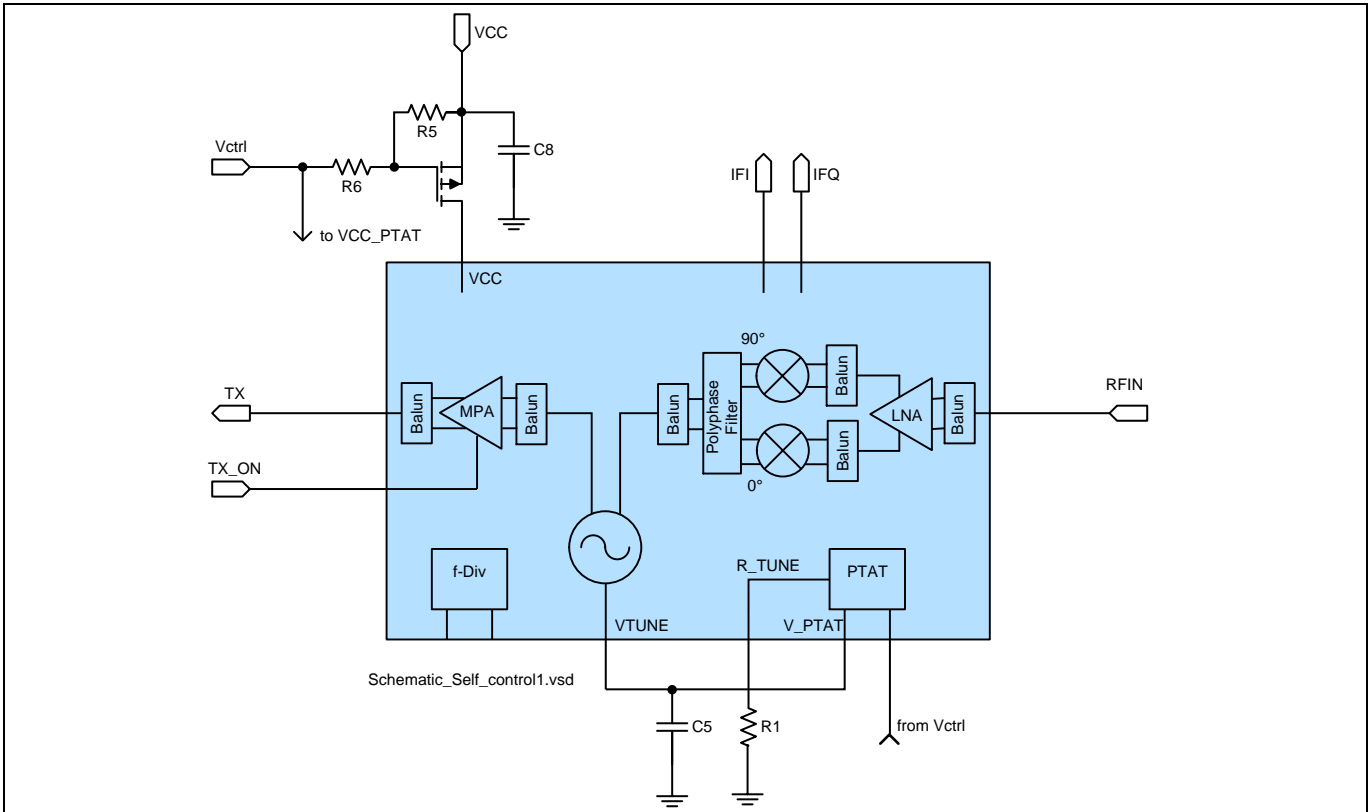 VCC
R5
C8
Vctrl
R6
to VCC_PTAT
IFI
IFQ
VCC
90°
Balun
Polyphase
Filter
Balun
LNA
Balun
RFIN
TX
Balun
MPA
Balun
Balun
TX_ON
0°
f-Div
R_TUNE
PTAT
VTUNE
V_PTAT
Schematic_Self_control1.vsd
C5
R1
from Vctrl